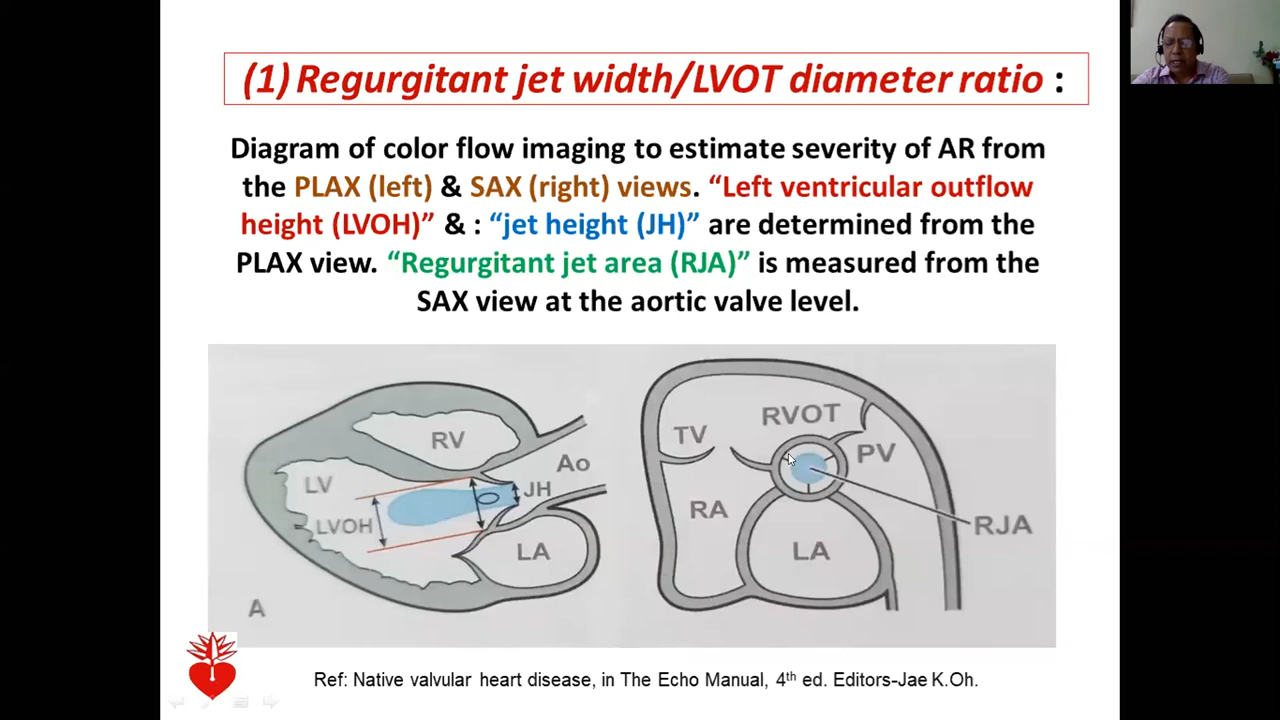 (1) Regurgitant jet width/LVOT diameter ratio :
Diagram of color flow imaging to estimate severity of AR from
the PLAX (left) & SAX (right) views. “Left ventricular outflow
height (LVOH)” & : “jet height (JH)” are determined from the
PLAX view. “Regurgitant jet area (RJA)” is measured from the
SAX view at the aortic valve level.
RV
Ao
LV
JH
LVOH
LA
A
RVOT
TV
PV
RA
RJA
LA
Ref: Native valvular heart disease, in The Echo Manual, 4th ed. Editors-Jae K.Oh.